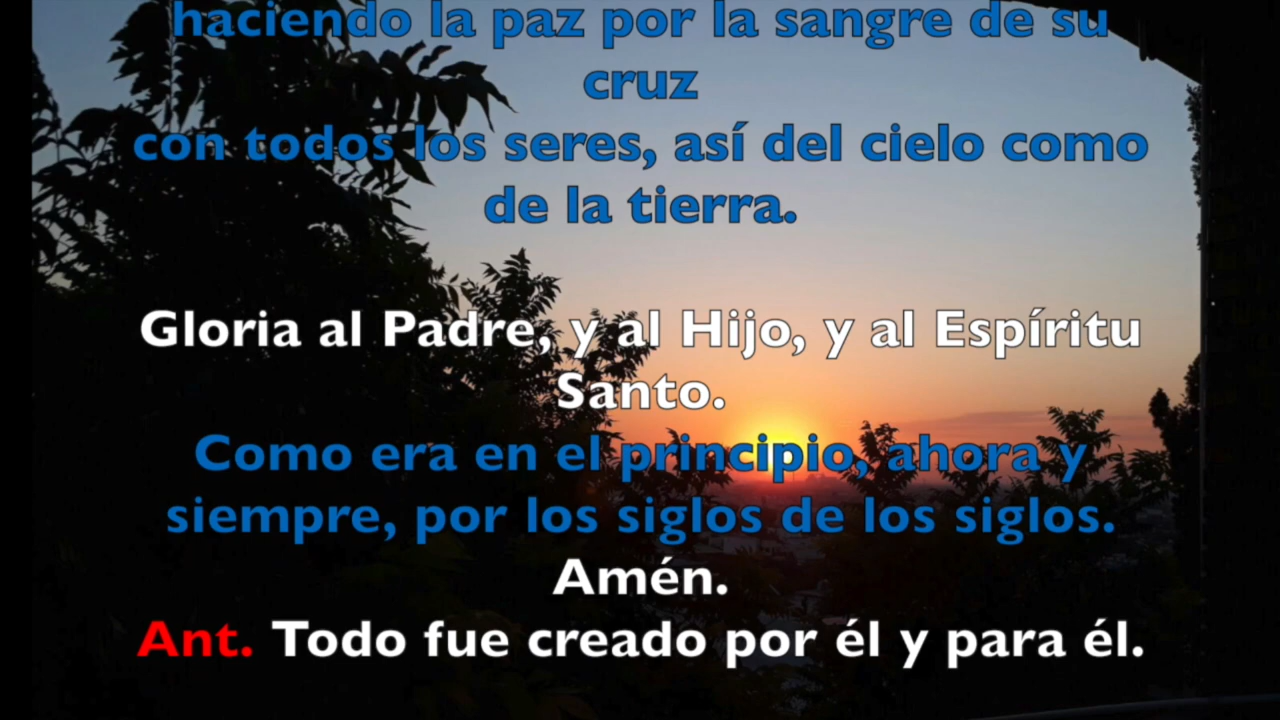 haciendo la paz por la sangre de su
cruz
con todos los seres, así del cielo como
de la tierra.
Gloria al Padre, y al Hijo, y al Espíritu
Santo.
Como era en el principio, ahora y
siempre, por los siglos de los siglos.
Amén.
Ant. Todo fue creado por él y para él.